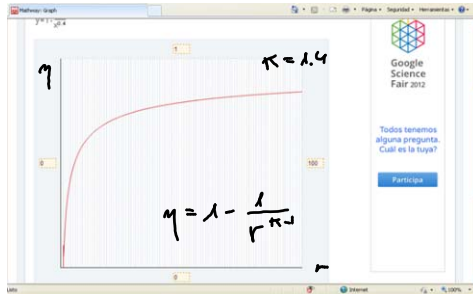 Mathway: Graph
Página
Seguridad
Herramientas
1
η
κ = 1.4
0
100
η = 1 - 1/r^κ-1
r
0
Google
Science
Fair 2012
Todos tenemos
alguna pregunta.
Cuál es la tuya?
Participa
Listo
Internet
100%